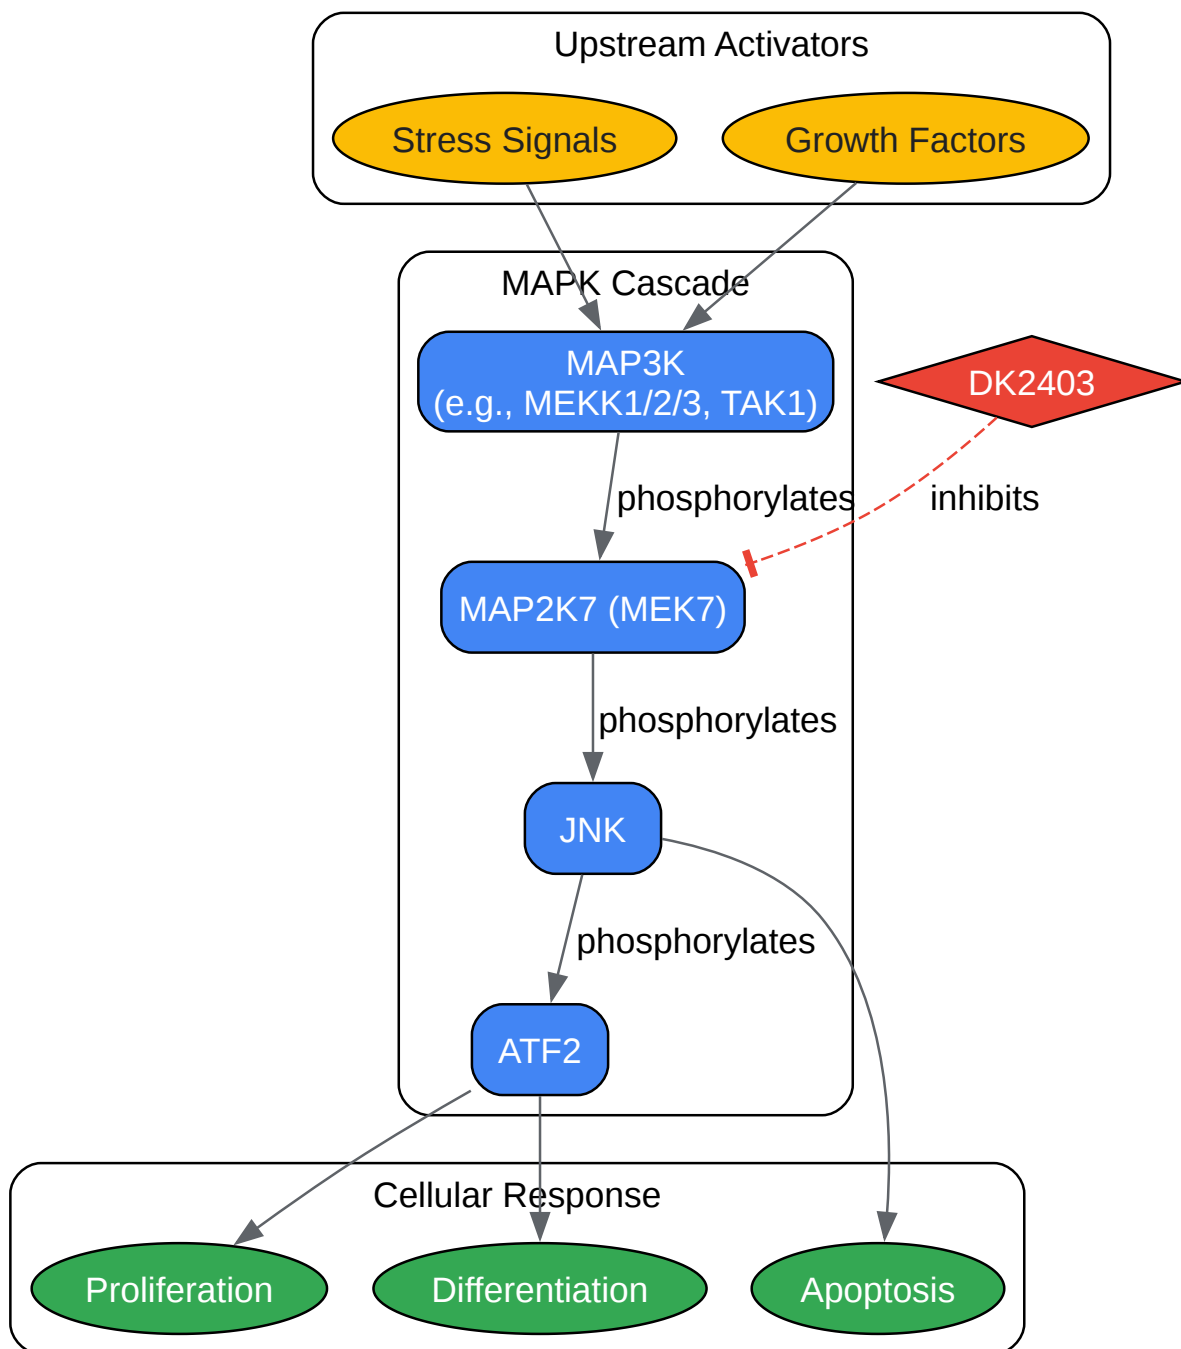 Upstream Activators
Stress Signals
Growth Factors
MAPK Cascade
MAP3K
(e.g., MEKK1/2/3, TAK1)
DK2403
phosphorylates
inhibits
MAP2K7 (MEK7)
phosphorylates
JNK
phosphorylates
ATF2
Cellular Response
Proliferation
Differentiation
Apoptosis